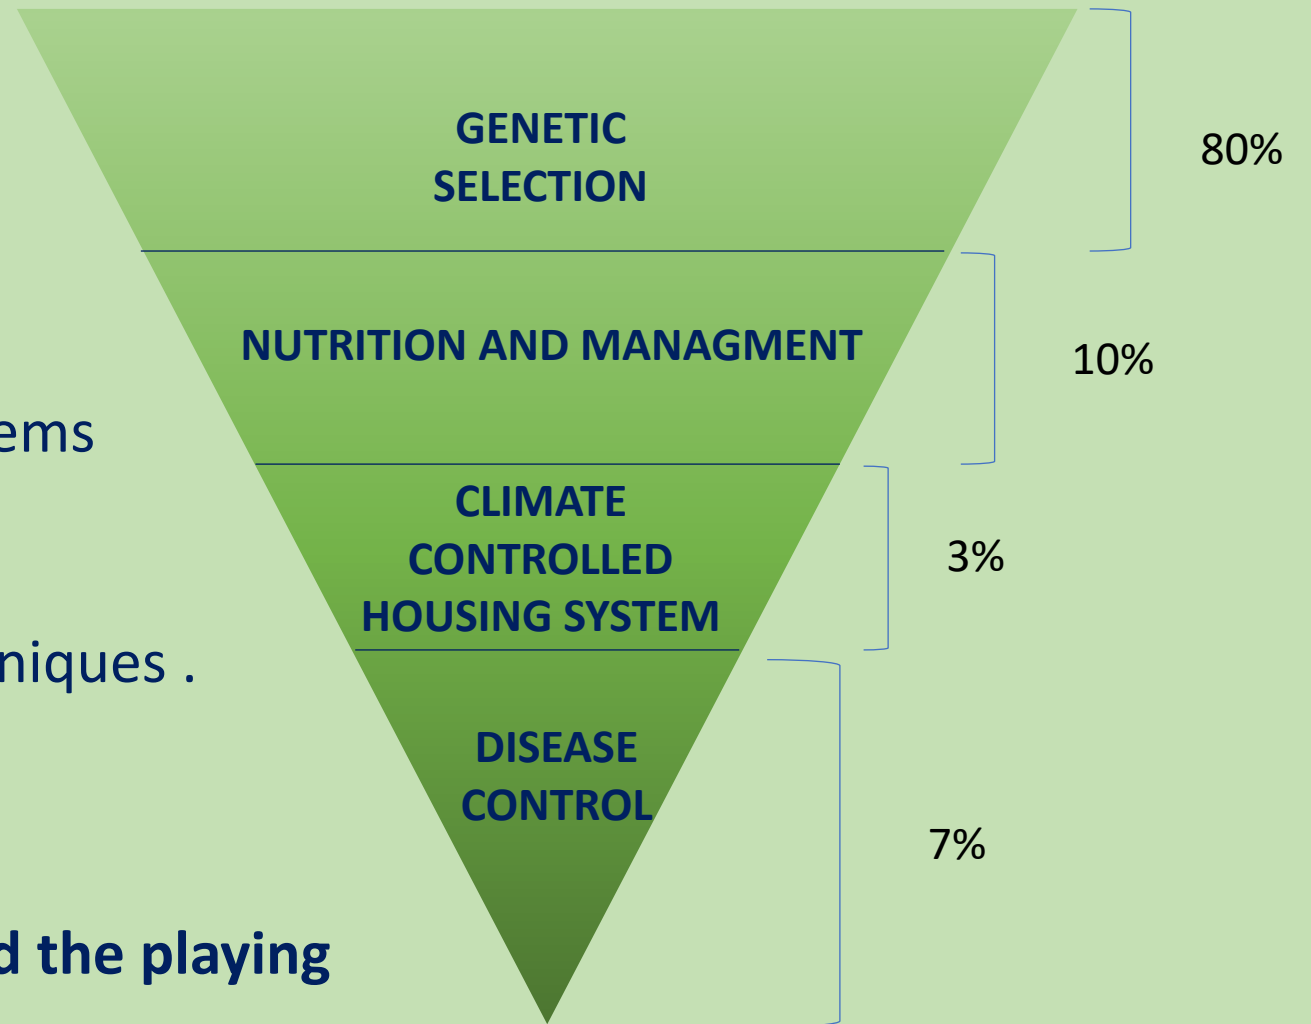 GENETIC
SELECTION
80%
NUTRITION AND MANAGMENT
10%
ems
CLIMATE
CONTROLLED
HOUSING SYSTEM
3%
niques .
DISEASE
CONTROL
7%
d the playing